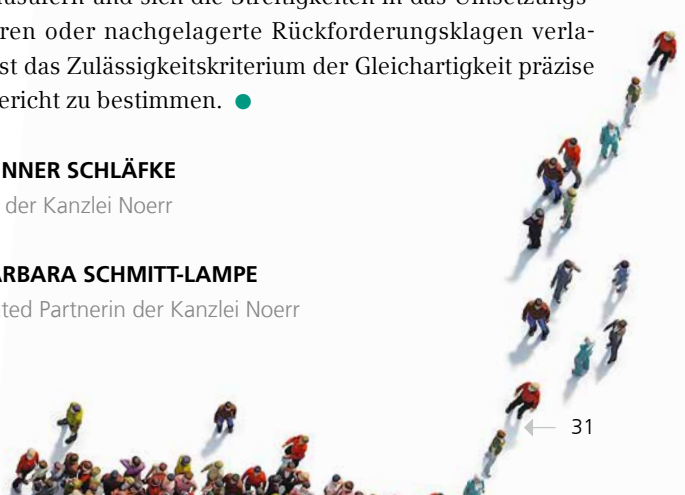 ren oder nachgelagerte Rückforderungsklagen verla-
st das Zulässigkeitskriterium der Gleichartigkeit präzise
ericht zu bestimmen.
NNER SCHLÄFKE
der Kanzlei Noerr
RBARA SCHMITT-LAMPE
ted Partnerin der Kanzlei Noerr
31